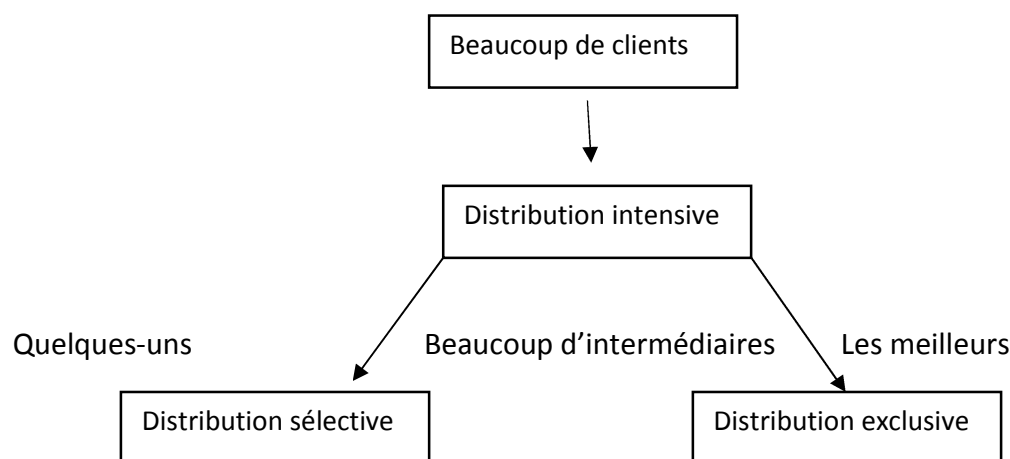 Beaucoup de clients
Distribution intensive
Quelques-uns
Beaucoup d’intermédiaires
Les meilleurs
Distribution sélective
Distribution exclusive